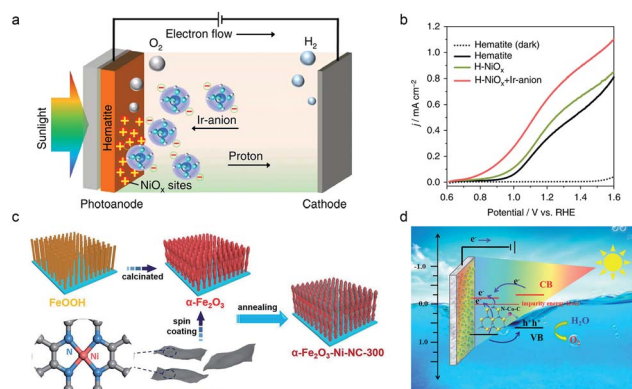 a
Electron flow
O2
H2
Sunlight
Hematite
Ir-anion
Proton
NiOx sites
Photoanode
Cathode
b
j / mA cm−2
1.2
1.0
0.8
0.6
0.4
0.2
0.0
Hematite (dark)
Hematite
H-NiOx
H-NiOx+Ir-anion
0.6 0.8 1.0 1.2 1.4 1.6
Potential / V vs. RHE
c
FeOOH
calcinated
α-Fe2O3
spin
coating
annealing
α-Fe2O3-Ni-NC-300
N
Ni
d
e-
-1.0
0.0
1.0
e-
CB
e-
impurity energy
N-Co-C
h+h+
VB
H2O
O2